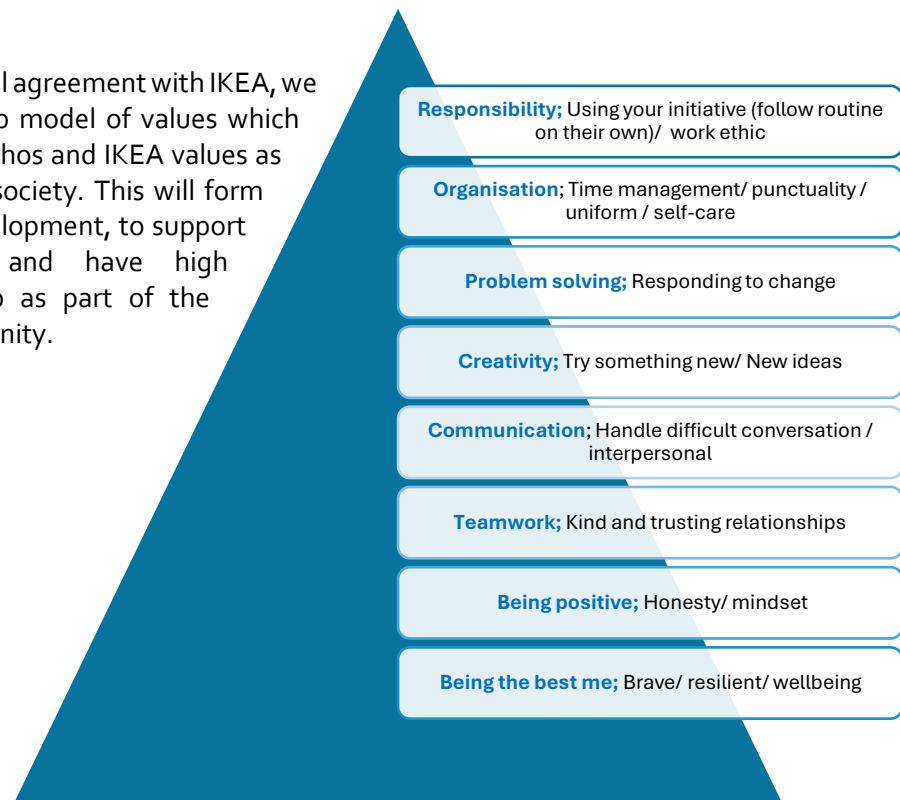 agreement with IKEA, we
model of values which
and IKEA values as
society. This will form
to support
and have high
as part of the
Responsibility; Using your initiative (follow routine
on their own)/ work ethic
Organisation; Time management/ punctuality /
uniform / self-care
Problem solving; Responding to change
Creativity; Try something new/ New ideas
Communication; Handle difficult conversation /
interpersonal
Teamwork; Kind and trusting relationships
Being positive; Honesty/ mindset
Being the best me; Brave/ resilient/ wellbeing